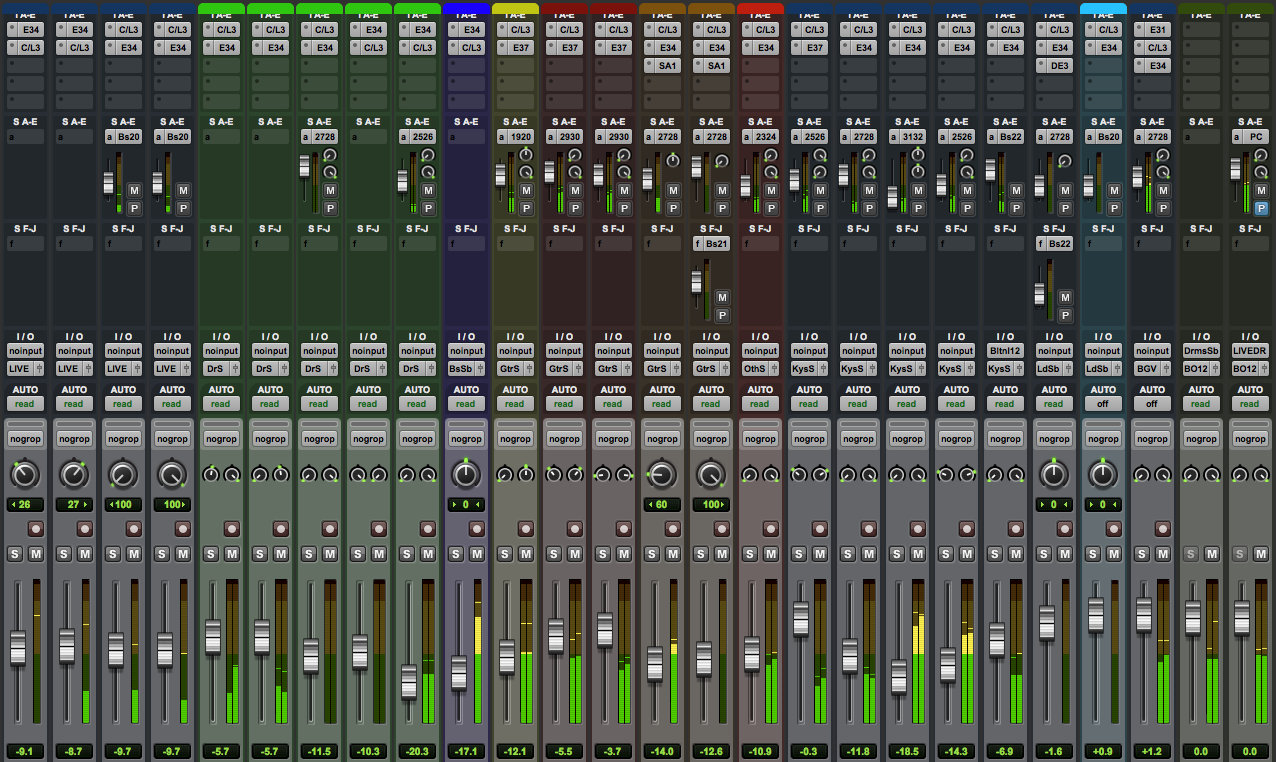 E34 E34 C/L3 C/L3 C/L3 E34 C/L3 E34 E34 C/L3 C/L3 C/L3 C/L3 C/L3 C/L3 C/L3 C/L3 C/L3 C/L3 C/L3 C/L3 C/L3 C/L3 E31
C/L3 C/L3 E34 E34 E34 C/L3 E34 C/L3 C/L3 E34 E37 E37 E37 E34 E34 E34 E37 E34 E34 E34 E34 E34 E34 C/L3
SA1 SA1 DE3 E34
S A-E S A-E S A-E S A-E S A-E S A-E S A-E S A-E S A-E S A-E S A-E S A-E S A-E S A-E S A-E S A-E S A-E S A-E S A-E S A-E S A-E S A-E S A-E S A-E S A-E S A-E
a a a Bs20 a Bs20 a a a 2728 a a 2526 a a 1920 a 2930 a 2930 a 2728 a 2728 a 2324 a 2526 a 2728 a 3132 a 2526 a Bs22 a 2728 a Bs20 a 2728 a a PC
M M M M M M M M M M M M M M M M M M M
P P P P P P P P P P P P P P P P P P P
S F-J S F-J S F-J S F-J S F-J S F-J S F-J S F-J S F-J S F-J S F-J S F-J S F-J S F-J S F-J S F-J S F-J S F-J S F-J S F-J S F-J S F-J S F-J S F-J S F-J S F-J
f f f f f f f f f f f f f f f Bs21 f f f f f f f Bs22 f f f f
M M
P P
I / O I / O I / O I / O I / O I / O I / O I / O I / O I / O I / O I / O I / O I / O I / O I / O I / O I / O I / O I / O I / O I / O I / O I / O I / O I / O
noinput noinput noinput noinput noinput noinput noinput noinput noinput noinput noinput noinput noinput noinput noinput noinput noinput noinput noinput noinput Bltnl12 noinput noinput noinput DrmsSb LIVEDR
LIVE LIVE LIVE LIVE DrS DrS DrS DrS DrS BsSb GtrS GtrS GtrS GtrS GtrS OthS KysS KysS KysS KysS KysS LdSb LdSb BGV BO12 BO12
AUTO AUTO AUTO AUTO AUTO AUTO AUTO AUTO AUTO AUTO AUTO AUTO AUTO AUTO AUTO AUTO AUTO AUTO AUTO AUTO AUTO AUTO AUTO AUTO AUTO AUTO
read read read read read read read read read read read read read read read read read read read read read read off off read read
nogrop nogrop nogrop nogrop nogrop nogrop nogrop nogrop nogrop nogrop nogrop nogrop nogrop nogrop nogrop nogrop nogrop nogrop nogrop nogrop nogrop nogrop nogrop nogrop nogrop nogrop
26 27 100 100 0 60 100 0 0
S M S M S M S M S M S M S M S M S M S M S M S M S M S M S M S M S M S M S M S M S M S M S M S M S M S M
-9.1 -8.7 -9.7 -9.7 -5.7 -5.7 -11.5 -10.3 -20.3 -17.1 -12.1 -5.5 -3.7 -14.0 -12.6 -10.9 -0.3 -11.8 -18.5 -14.3 -6.9 -1.6 +0.9 +1.2 0.0 0.0